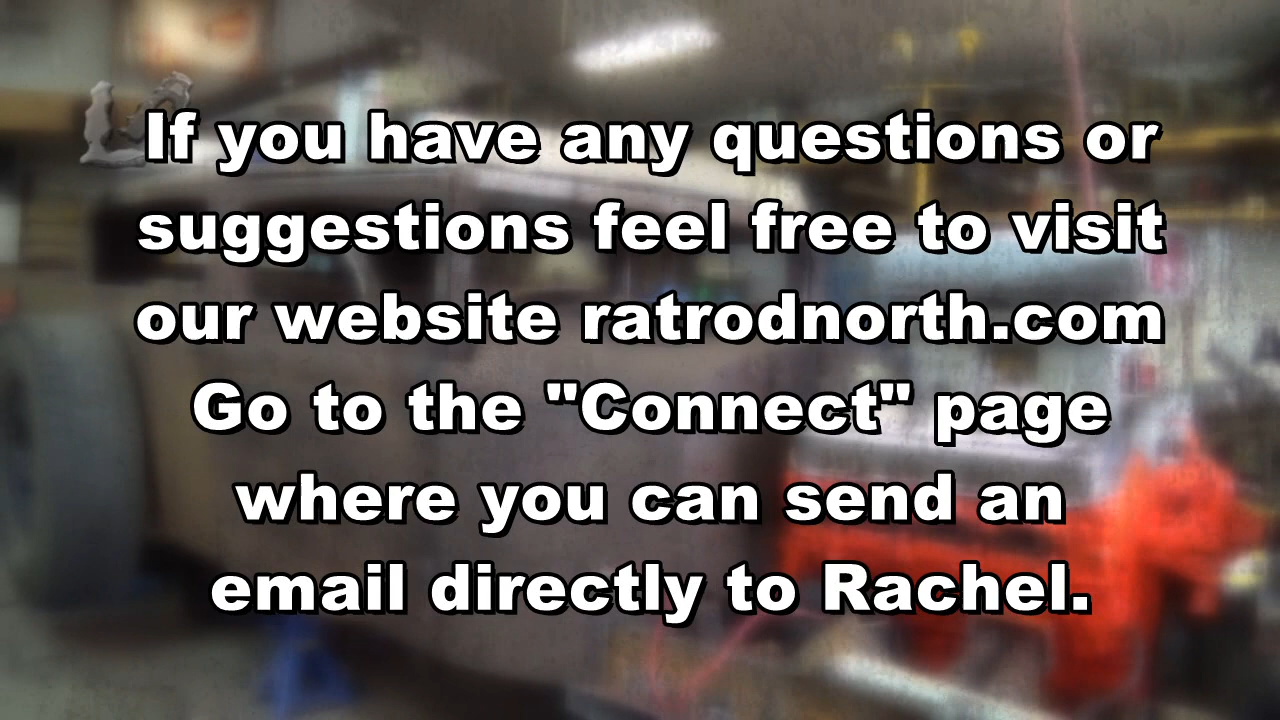 If you have any questions or
suggestions feel free to visit
our website ratrodnorth.com
Go to the "Connect" page
where you can send an
email directly to Rachel.